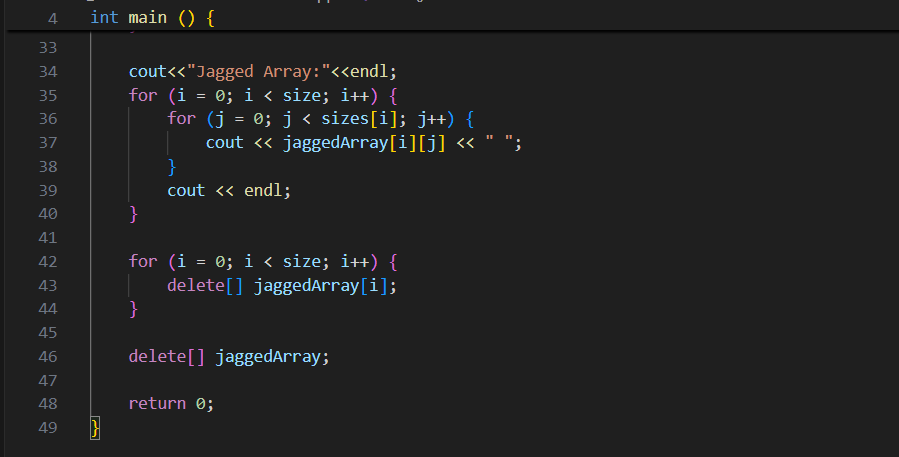 4 int main () {
33
34 cout<<"Jagged Array:"<<endl;
35 for (i = 0; i < size; i++) {
36 for (j = 0; j < sizes[i]; j++) {
37 cout << jaggedArray[i][j] << " ";
38 }
39 cout << endl;
40 }
41
42 for (i = 0; i < size; i++) {
43 delete[] jaggedArray[i];
44 }
45
46 delete[] jaggedArray;
47
48 return 0;
49 }